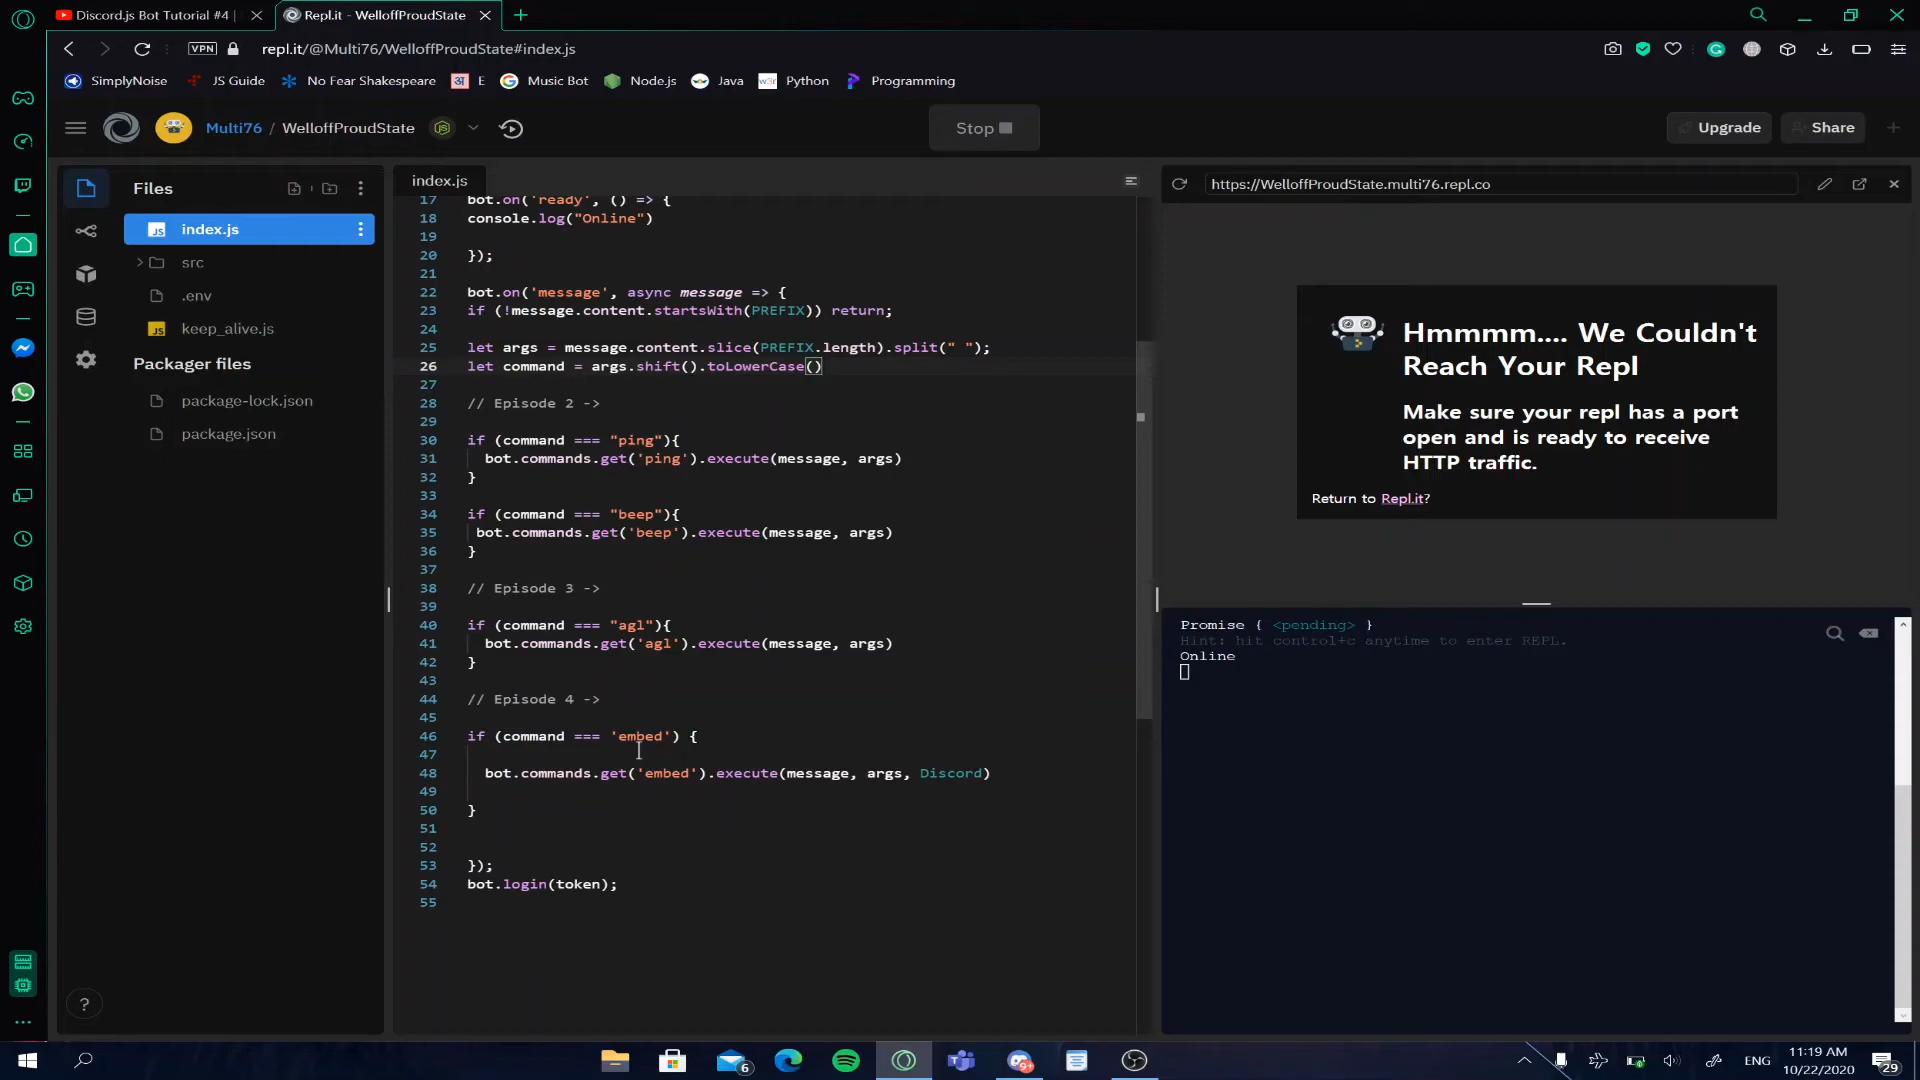 Discord.js Bot Tutorial #4 |
Repl.it - WelloffProudState
VPN
repl.it/@Multi76/WelloffProudState#index.js
SimplyNoise
JS Guide
No Fear Shakespeare
E
Music Bot
Node.js
Java
Python
Programming
Multi76 / WelloffProudState
Stop
Upgrade
Share
Files
index.js
src
.env
keep_alive.js
Packager files
package-lock.json
package.json
index.js
17 bot.on('ready', () => {
18 console.log("Online")
19
20 });
21
22 bot.on('message', async message => {
23 if (!message.content.startsWith(PREFIX)) return;
24
25 let args = message.content.slice(PREFIX.length).split(" ");
26 let command = args.shift().toLowerCase()
27
28 // Episode 2 ->
29
30 if (command === "ping"){
31 bot.commands.get('ping').execute(message, args)
32 }
33
34 if (command === "beep"){
35 bot.commands.get('beep').execute(message, args)
36 }
37
38 // Episode 3 ->
39
40 if (command === "agl"){
41 bot.commands.get('agl').execute(message, args)
42 }
43
44 // Episode 4 ->
45
46 if (command === 'embed') {
47
48 bot.commands.get('embed').execute(message, args, Discord)
49
50 }
51
52
53 });
54 bot.login(token);
55
https://WelloffProudState.multi76.repl.co
Hmmmm.... We Couldn't
Reach Your Repl
Make sure your repl has a port
open and is ready to receive
HTTP traffic.
Return to Repl.it?
Promise { <pending> }
Hint: hit control+c anytime to enter REPL.
Online
?
6
9+
ENG
11:19 AM
10/22/2020
29